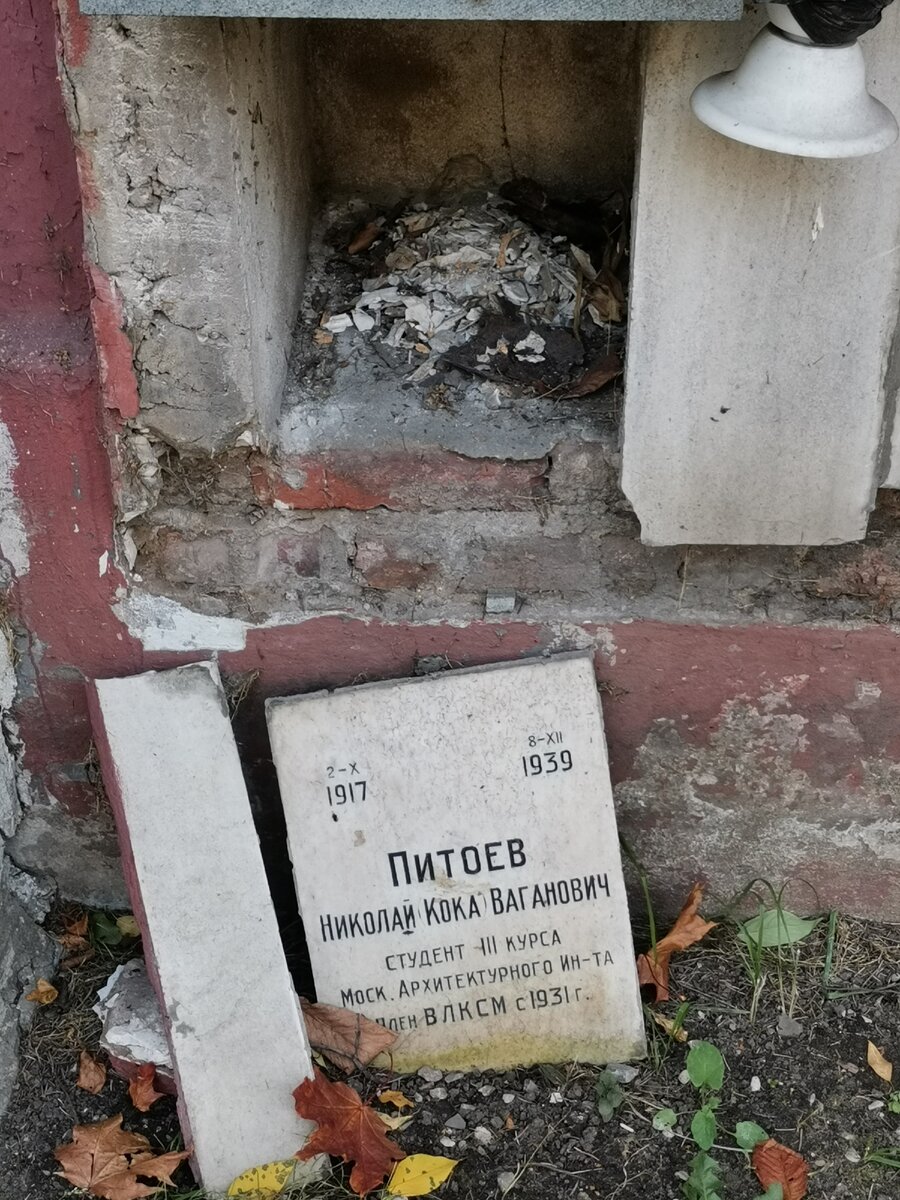 2-X 8-XII
1917 1939
ПИТОЕВ
НИКОЛАЙ (КОКА) ВАГАНОВИЧ
СТУДЕНТ III КУРСА
МОСК. АРХИТЕКТУРНОГО ИН-ТА
ЧЛЕН ВЛКСМ С 1931 Г.